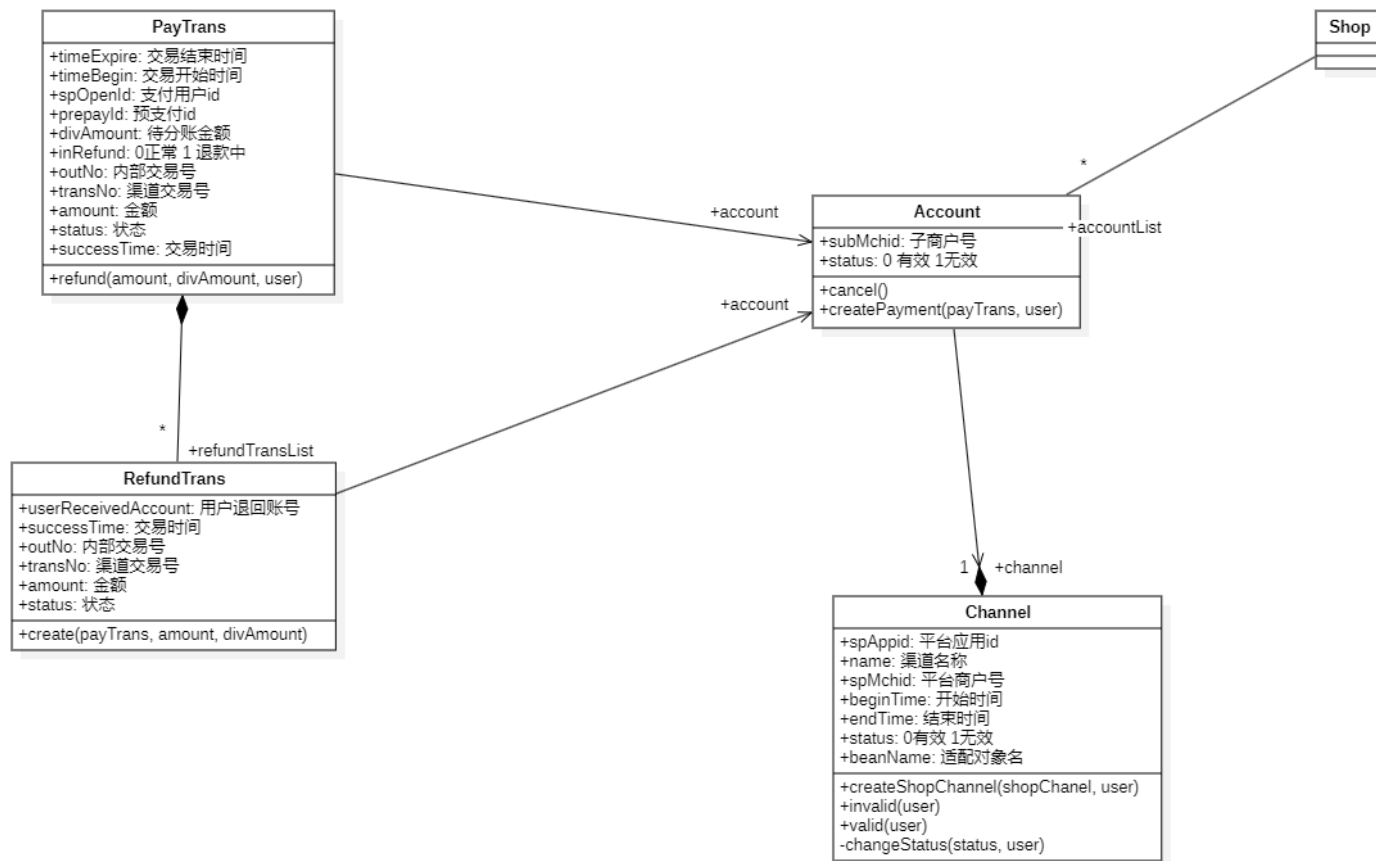 PayTrans
+timeExpire: 交易结束时间
+timeBegin: 交易开始时间
+spOpenId: 支付用户id
+prepayId: 预支付id
+divAmount: 待分账金额
+inRefund: 0正常 1 退款中
+outNo: 内部交易号
+transNo: 渠道交易号
+amount: 金额
+status: 状态
+successTime: 交易时间
+refund(amount, divAmount, user)
Shop
*
+accountList
+account
Account
+subMchid: 子商户号
+status: 0 有效 1无效
+cancel()
+createPayment(payTrans, user)
+account
*
+refundTransList
RefundTrans
+userReceivedAccount: 用户退回账号
+successTime: 交易时间
+outNo: 内部交易号
+transNo: 渠道交易号
+amount: 金额
+status: 状态
+create(payTrans, amount, divAmount)
1
+channel
Channel
+spAppid: 平台应用id
+name: 渠道名称
+spMchid: 平台商户号
+beginTime: 开始时间
+endTime: 结束时间
+status: 0有效 1无效
+beanName: 适配对象名
+createShopChannel(shopChanel, user)
+invalid(user)
+valid(user)
-changeStatus(status, user)